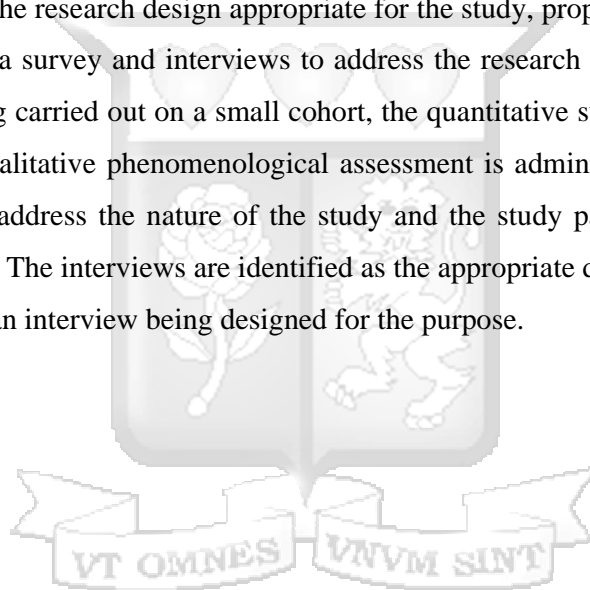 he research design appropriate for the study, prop
a survey and interviews to address the research
g carried out on a small cohort, the quantitative s
alitative phenomenological assessment is admin
address the nature of the study and the study pa
The interviews are identified as the appropriate
an interview being designed for the purpose.
VT OMNES VNVM SINT